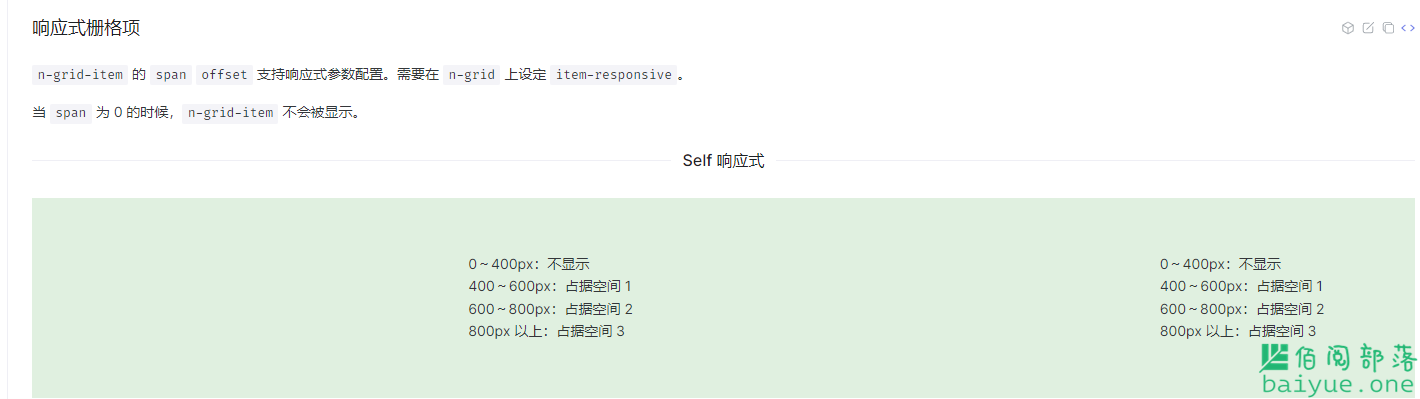 响应式栅格项
n-grid-item 的 span offset 支持响应式参数配置。需要在 n-grid 上设定 item-responsive。
当 span 为 0 的时候，n-grid-item 不会被显示。
Self 响应式
0～400px：不显示
400～600px：占据空间 1
600～800px：占据空间 2
800px 以上：占据空间 3
0～400px：不显示
400～600px：占据空间 1
600～800px：占据空间 2
800px 以上：占据空间 3
佰阅部落
baiyue.one